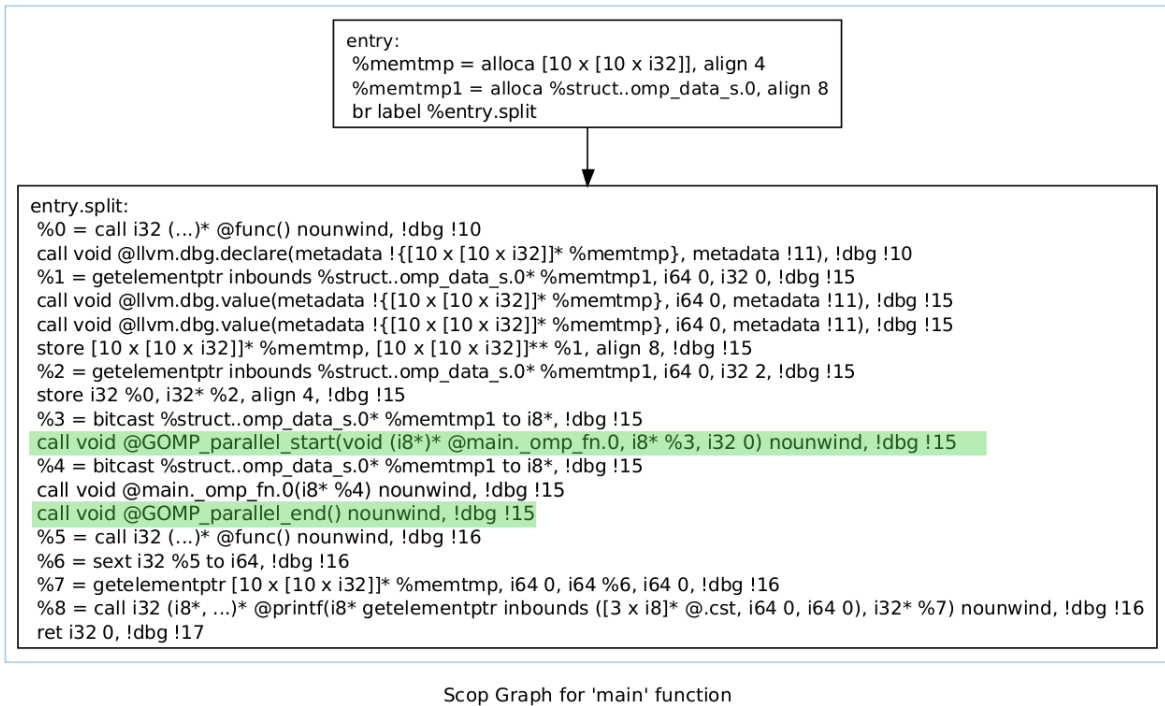 entry:
%memtmp = alloca [10 x [10 x i32]], align 4
%memtmp1 = alloca %struct..omp_data_s.0, align 8
br label %entry.split
entry.split:
%0 = call i32 (...)* @func() nounwind, !dbg !10
call void @llvm.dbg.declare(metadata !{[10 x [10 x i32]]* %memtmp}, metadata !11), !dbg !10
%1 = getelementptr inbounds %struct..omp_data_s.0* %memtmp1, i64 0, i32 0, !dbg !15
call void @llvm.dbg.value(metadata !{[10 x [10 x i32]]* %memtmp}, i64 0, metadata !11), !dbg !15
call void @llvm.dbg.value(metadata !{[10 x [10 x i32]]* %memtmp}, i64 0, metadata !11), !dbg !15
store [10 x [10 x i32]]* %memtmp, [10 x [10 x i32]]** %1, align 8, !dbg !15
%2 = getelementptr inbounds %struct..omp_data_s.0* %memtmp1, i64 0, i32 2, !dbg !15
store i32 %0, i32* %2, align 4, !dbg !15
%3 = bitcast %struct..omp_data_s.0* %memtmp1 to i8*, !dbg !15
call void @GOMP_parallel_start(void (i8*)* @main._omp_fn.0, i8* %3, i32 0) nounwind, !dbg !15
%4 = bitcast %struct..omp_data_s.0* %memtmp1 to i8*, !dbg !15
call void @main._omp_fn.0(i8* %4) nounwind, !dbg !15
call void @GOMP_parallel_end() nounwind, !dbg !15
%5 = call i32 (...)* @func() nounwind, !dbg !16
%6 = sext i32 %5 to i64, !dbg !16
%7 = getelementptr [10 x [10 x i32]]* %memtmp, i64 0, i64 %6, i64 0, !dbg !16
%8 = call i32 (i8*, ...)* @printf(i8* getelementptr inbounds ([3 x i8]* @.cst, i64 0, i64 0), i32* %7) nounwind, !dbg !16
ret i32 0, !dbg !17
Scop Graph for 'main' function